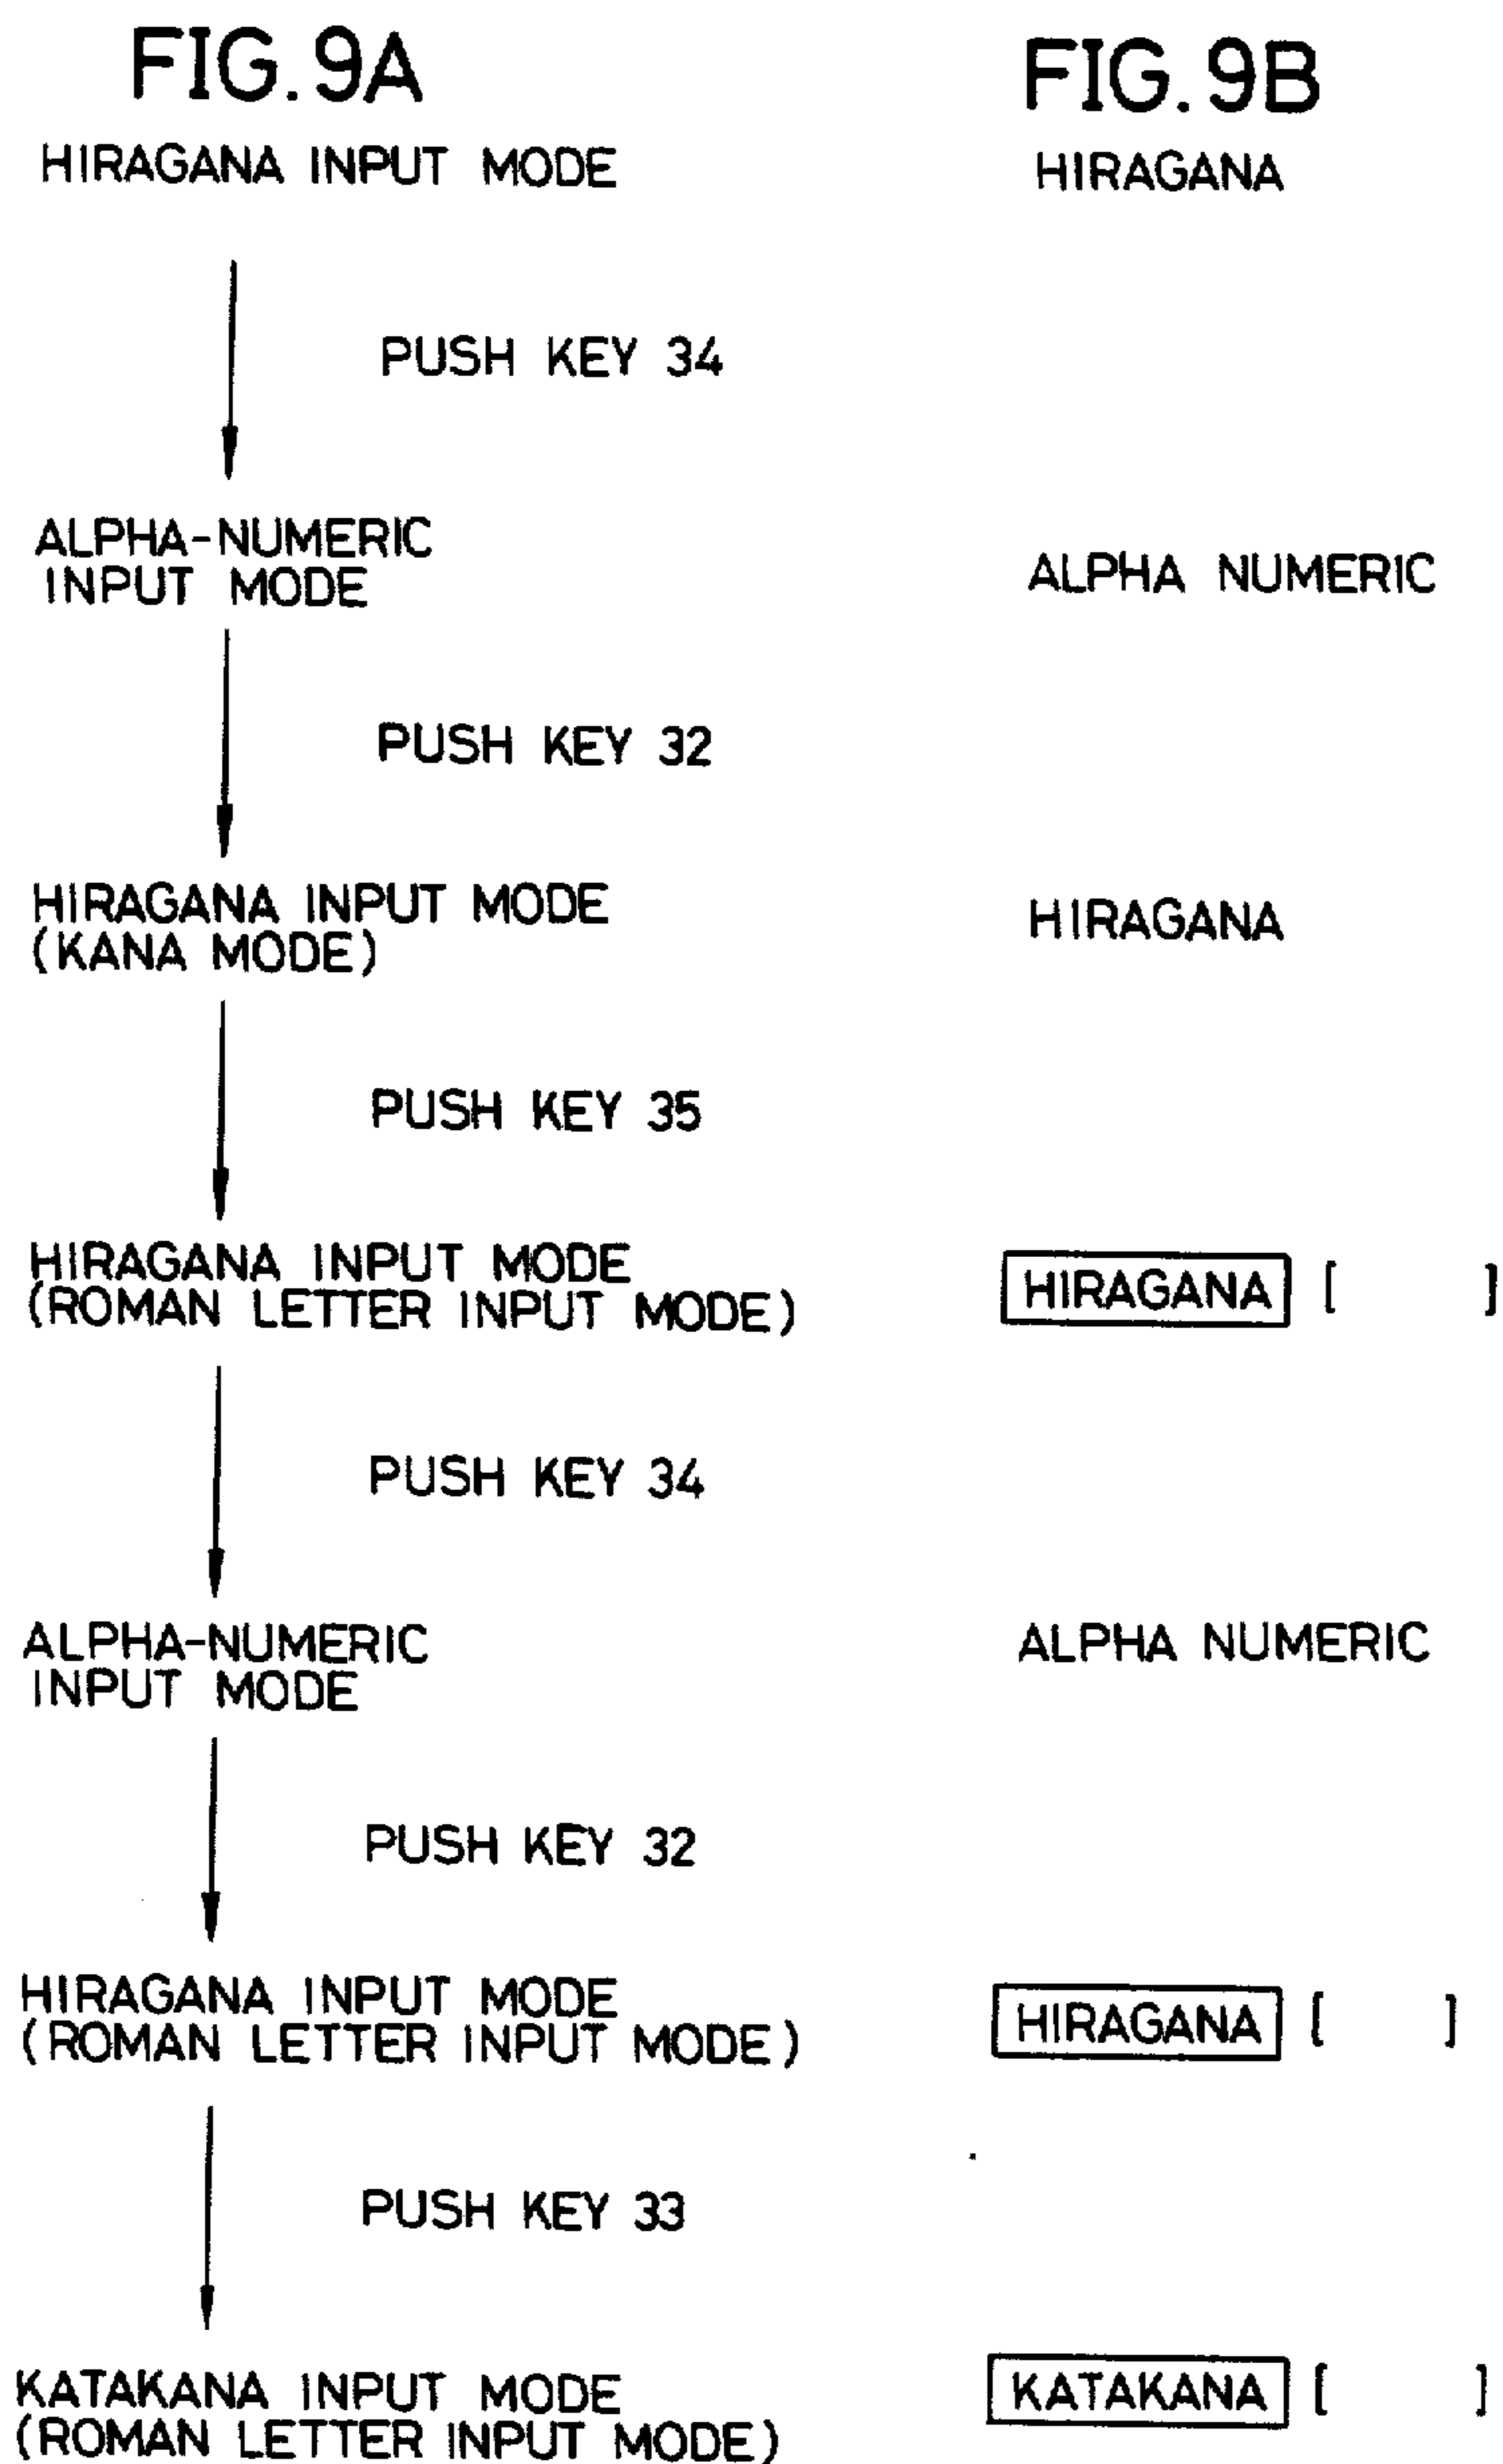 FIG. 9A
FIG. 9B
HIRAGANA INPUT MODE
HIRAGANA
PUSH KEY 34
ALPHA-NUMERIC
INPUT MODE
ALPHA NUMERIC
PUSH KEY 32
HIRAGANA INPUT MODE
(KANA MODE)
HIRAGANA
PUSH KEY 35
HIRAGANA INPUT MODE
(ROMAN LETTER INPUT MODE)
HIRAGANA [ ]
PUSH KEY 34
ALPHA-NUMERIC
INPUT MODE
ALPHA NUMERIC
PUSH KEY 32
HIRAGANA INPUT MODE
(ROMAN LETTER INPUT MODE)
HIRAGANA [ ]
PUSH KEY 33
KATAKANA INPUT MODE
(ROMAN LETTER INPUT MODE)
KATAKANA [ ]